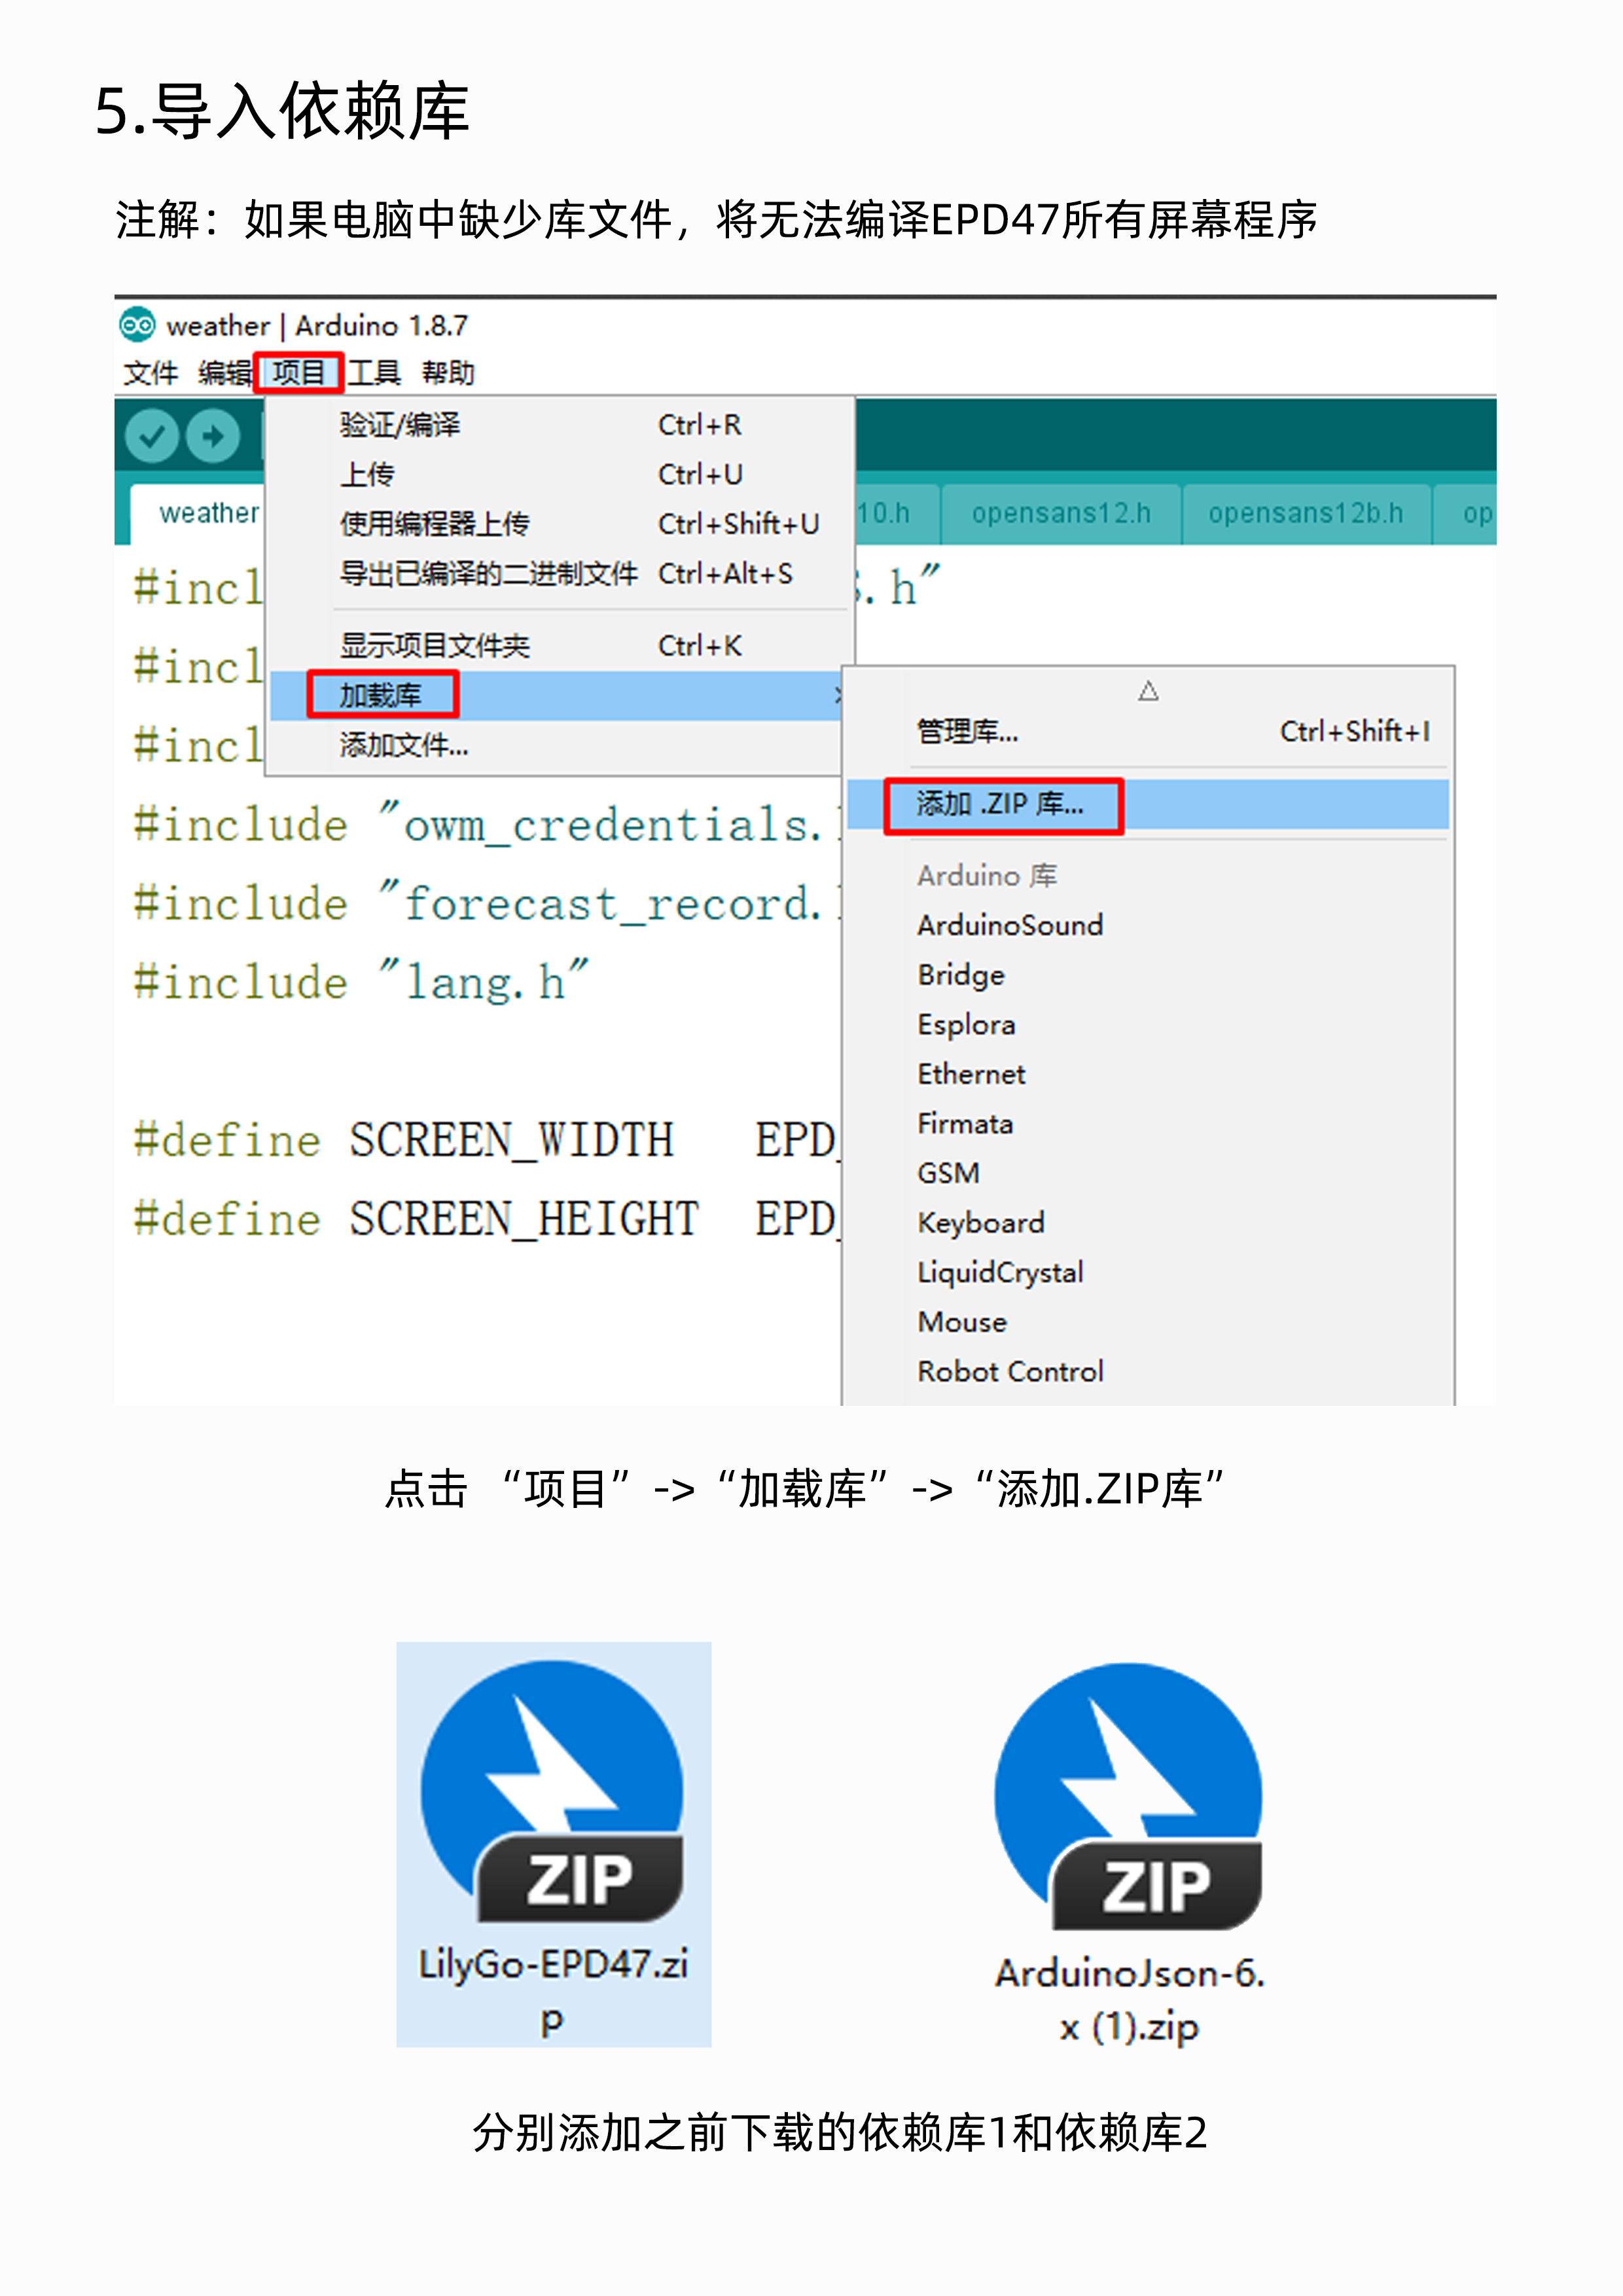 5.导入依赖库
注解：如果电脑中缺少库文件，将无法编译EPD47所有屏幕程序
weather | Arduino 1.8.7
文件 编辑 项目 工具 帮助
验证/编译 Ctrl+R
上传 Ctrl+U
使用编程器上传 Ctrl+Shift+U
导出已编译的二进制文件 Ctrl+Alt+S
显示项目文件夹 Ctrl+K
加载库
添加文件...
weather 10.h opensans12.h opensans12b.h op
#incl .h"
#incl
#incl
#include "owm_credentials.
#include "forecast_record.
#include "lang.h"
#define SCREEN_WIDTH EPD_
#define SCREEN_HEIGHT EPD_
管理库... Ctrl+Shift+I
添加 .ZIP 库...
Arduino 库
ArduinoSound
Bridge
Esplora
Ethernet
Firmata
GSM
Keyboard
LiquidCrystal
Mouse
Robot Control
点击 “项目”->“加载库”->“添加.ZIP库”
ZIP
LilyGo-EPD47.zi
p
ZIP
ArduinoJson-6.
x (1).zip
分别添加之前下载的依赖库1和依赖库2